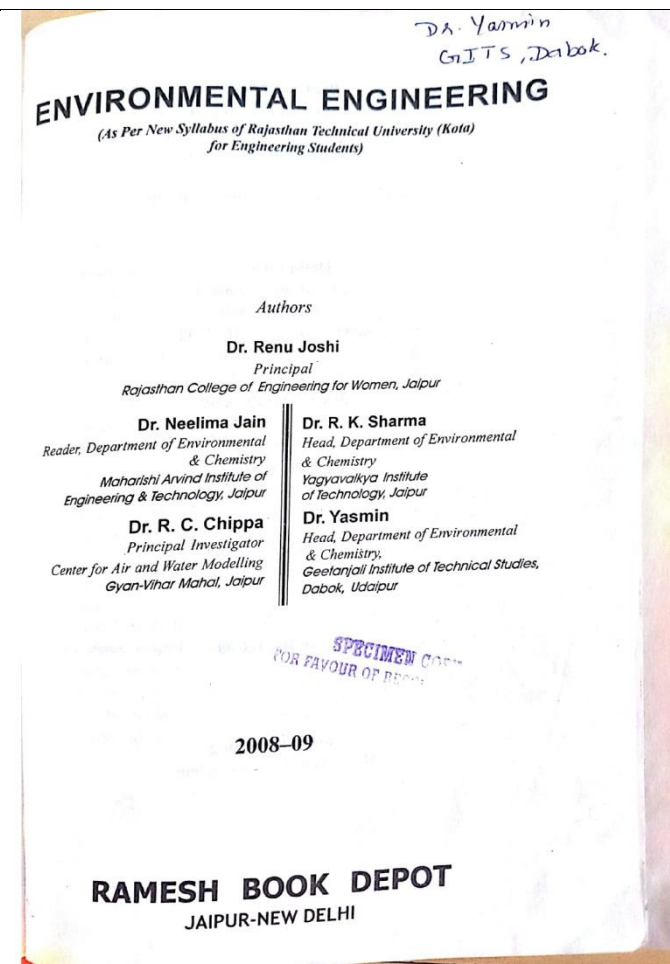 Dr. Yasmin
GITS, Dabok.
ENVIRONMENTAL ENGINEERING
(As Per New Syllabus of Rajasthan Technical University (Kota)
for Engineering Students)
Authors
Dr. Renu Joshi
Principal
Rajasthan College of Engineering for Women, Jaipur
Dr. Neelima Jain
Reader, Department of Environmental
& Chemistry
Maharishi Arvind Institute of
Engineering & Technology, Jaipur
Dr. R. C. Chippa
Principal Investigator
Center for Air and Water Modelling
Gyan-Vihar Mahal, Jaipur
Dr. R. K. Sharma
Head, Department of Environmental
& Chemistry
Yagyavalkya Institute
of Technology, Jaipur
Dr. Yasmin
Head, Department of Environmental
& Chemistry,
Geetanjali Institute of Technical Studies,
Dabok, Udaipur
SPECIMEN
FOR FAVOUR OF
2008–09
RAMESH BOOK DEPOT
JAIPUR-NEW DELHI